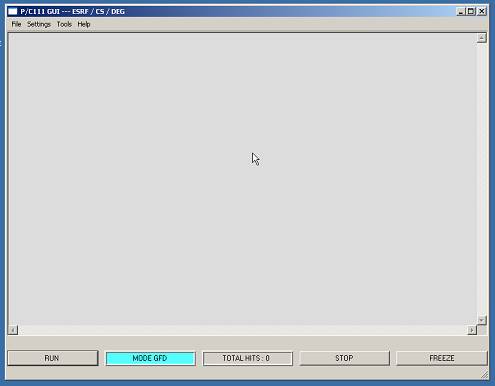 P/C111 GUI --- ESRF / CS / DEG
File Settings Tools Help
RUN MODE GFD TOTAL HITS : 0 STOP FREEZE